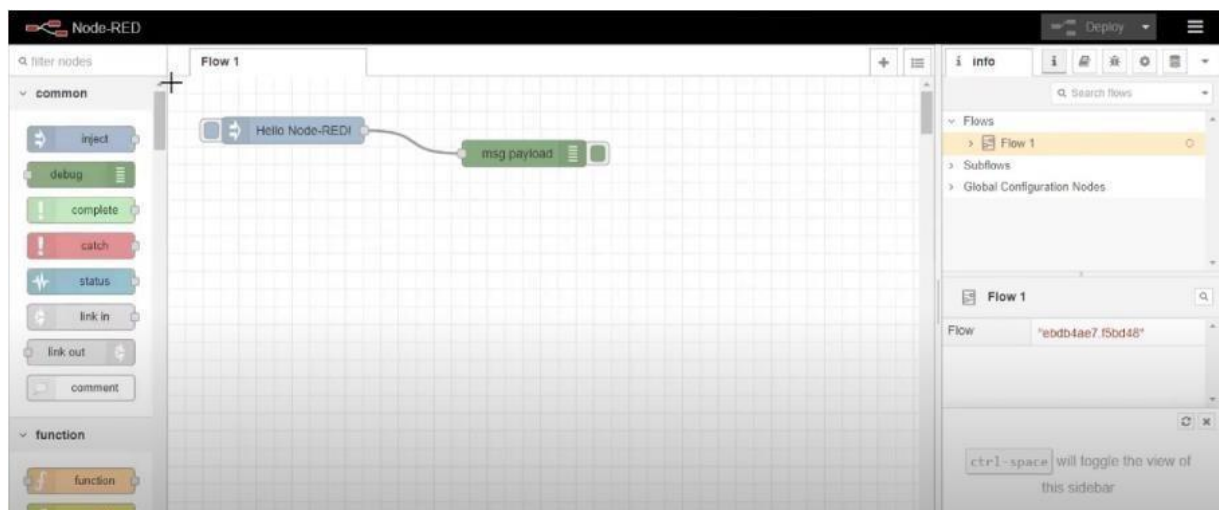 Node-RED
Deploy
filter nodes
Flow 1
i info
i
Search flows
common
inject
debug
complete
catch
status
link in
link out
comment
function
function
Hello Node-RED!
msg payload
Flows
Flow 1
Subflows
Global Configuration Nodes
Flow 1
Flow "ebdb4ae7.f5bd48"
ctrl-space will toggle the view of
this sidebar